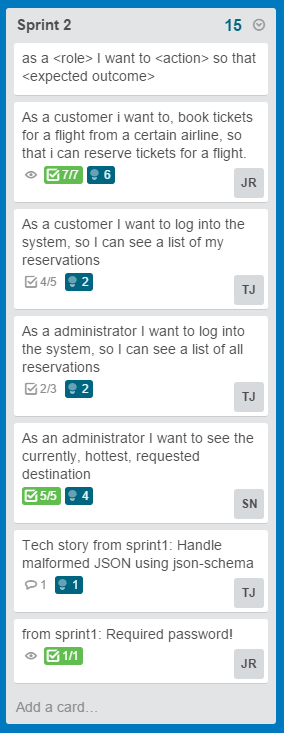 Sprint 2 15
as a <role> I want to <action> so that
<expected outcome>
As a customer i want to, book tickets
for a flight from a certain airline, so
that i can reserve tickets for a flight.
7/7 6
JR
As a customer I want to log into the
system, so I can see a list of my
reservations
4/5 2
TJ
As a administrator I want to log into
the system, so I can see a list of all
reservations
2/3 2
TJ
As an administrator I want to see the
currently, hottest, requested
destination
5/5 4
SN
Tech story from sprint1: Handle
malformed JSON using json-schema
1 1
TJ
from sprint1: Required password!
1/1
JR
Add a card...